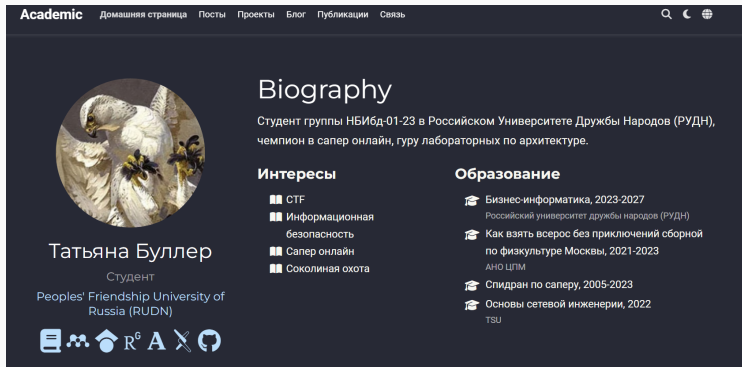 Academic Домашняя страница Посты Проекты Блог Публикации Связь
Biography
Студент группы НБИбд-01-23 в Российском Университете Дружбы Народов (РУДН),
чемпион в сапер онлайн, гуру лабораторных по архитектуре.
Интересы
CTF
Информационная
безопасность
Сапер онлайн
Соколиная охота
Образование
Бизнес-информатика, 2023-2027
Российский университет дружбы народов (РУДН)
Как взять всерос без приключений сборной
по физкультуре Москвы, 2021-2023
АНО ЦПМ
Спидран по саперу, 2005-2023
Основы сетевой инженерии, 2022
TSU
Татьяна Буллер
Студент
Peoples' Friendship University of
Russia (RUDN)